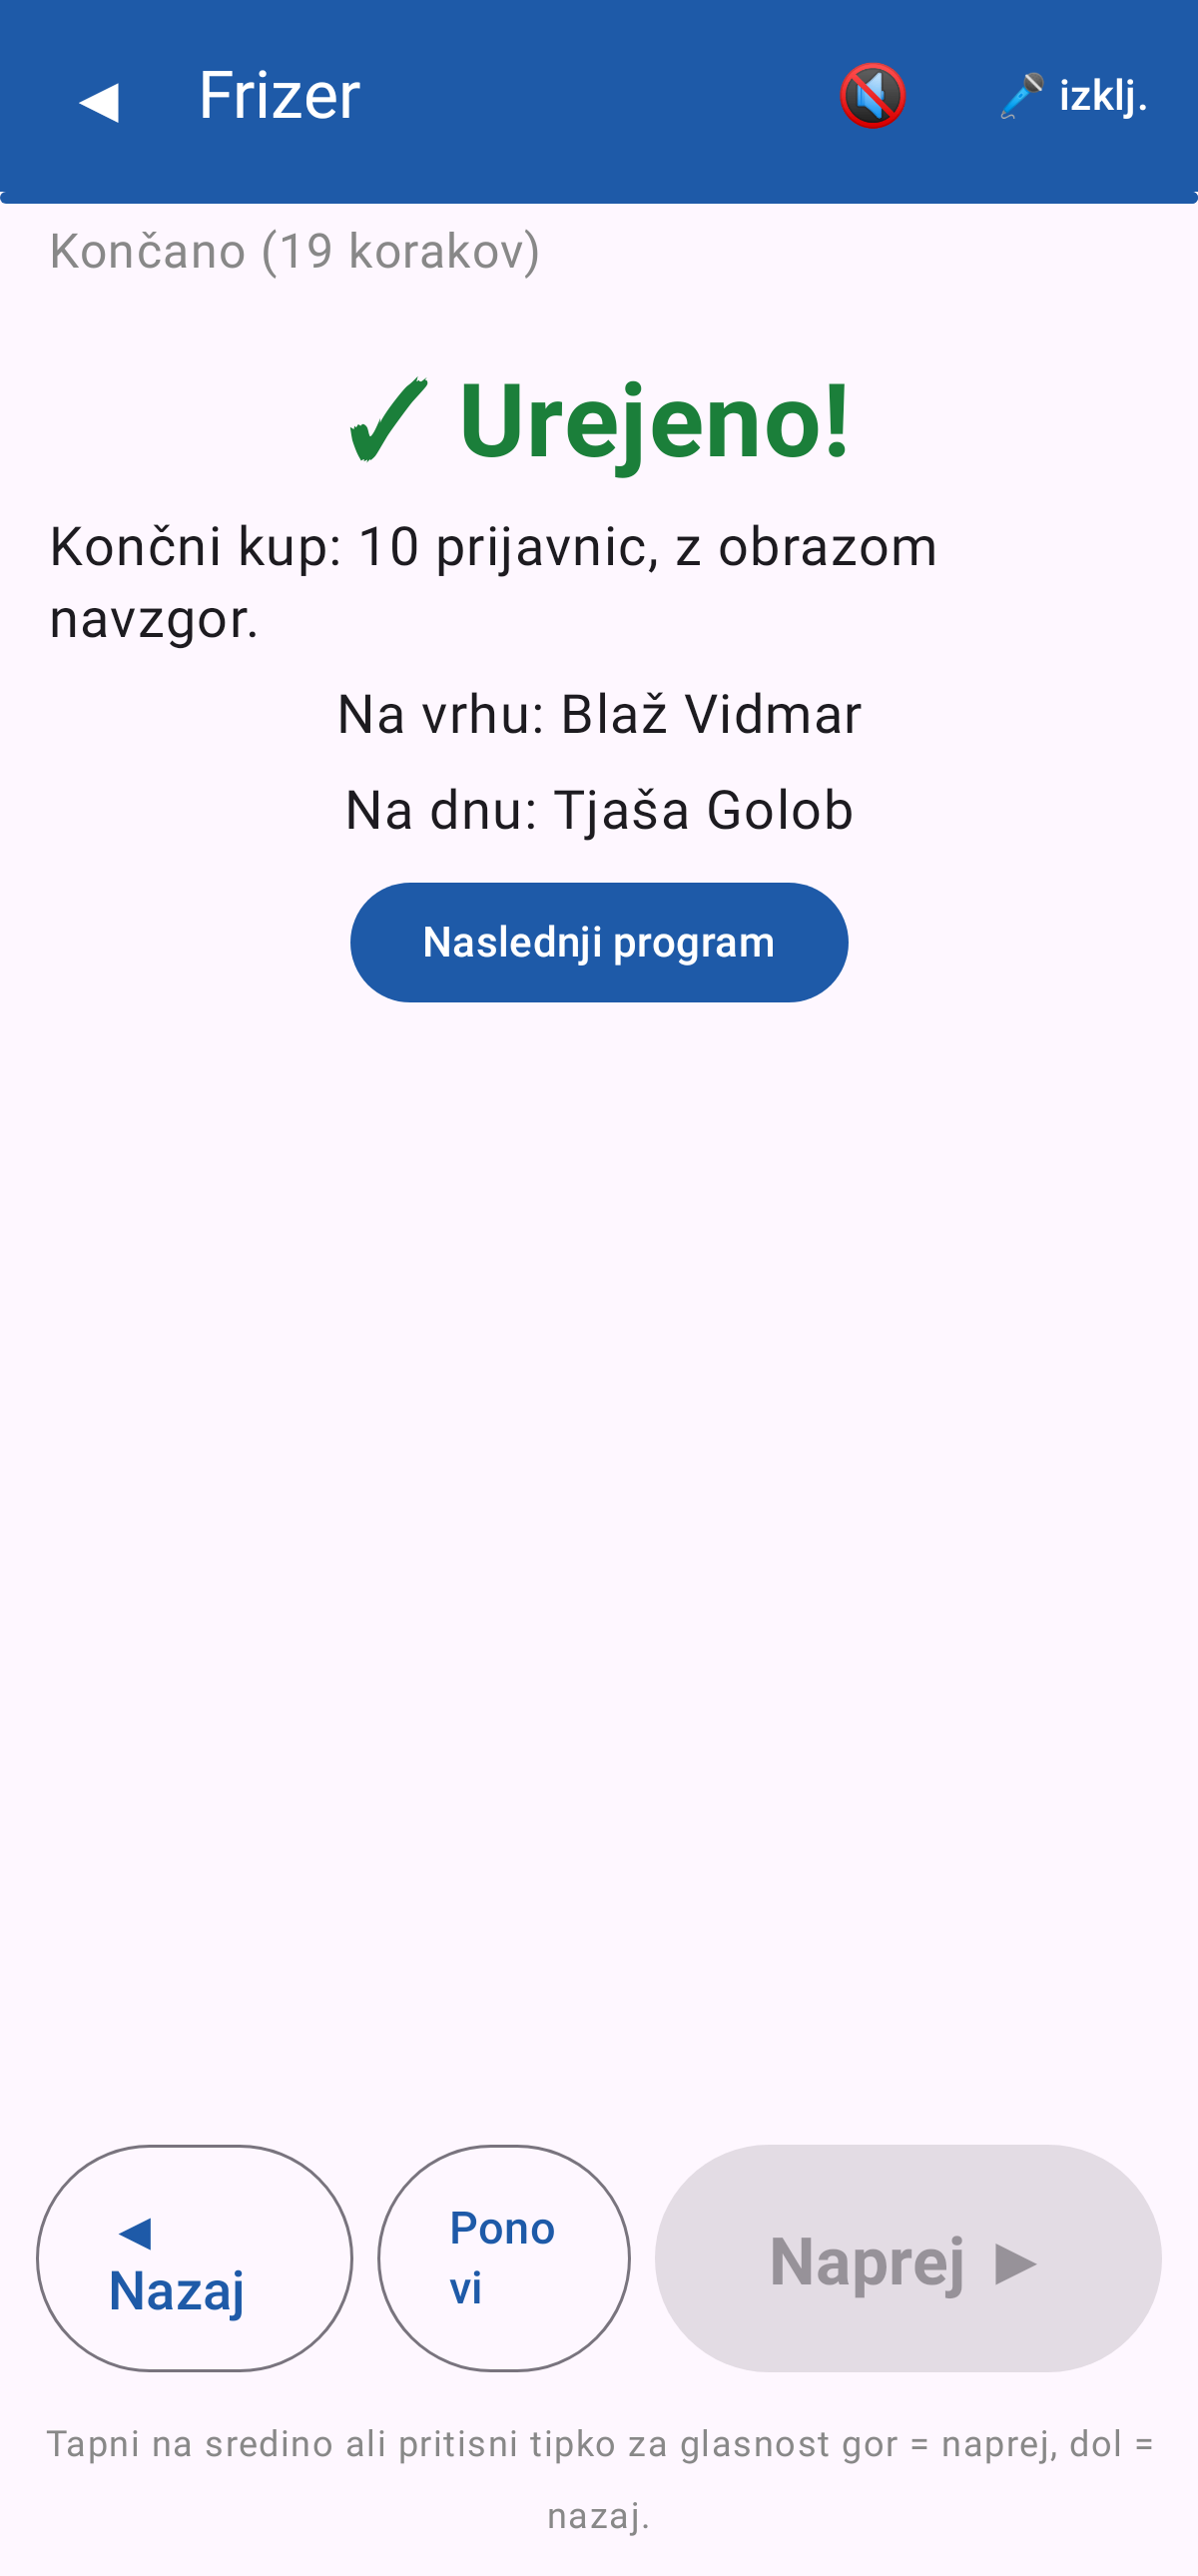 Frizer
izklj.
Končano (19 korakov)
✓ Urejeno!
Končni kup: 10 prijavnic, z obrazom
navzgor.
Na vrhu: Blaž Vidmar
Na dnu: Tjaša Golob
Naslednji program
◀
Nazaj
Pono
vi
Naprej ▶
Tapni na sredino ali pritisni tipko za glasnost gor = naprej, dol =
nazaj.